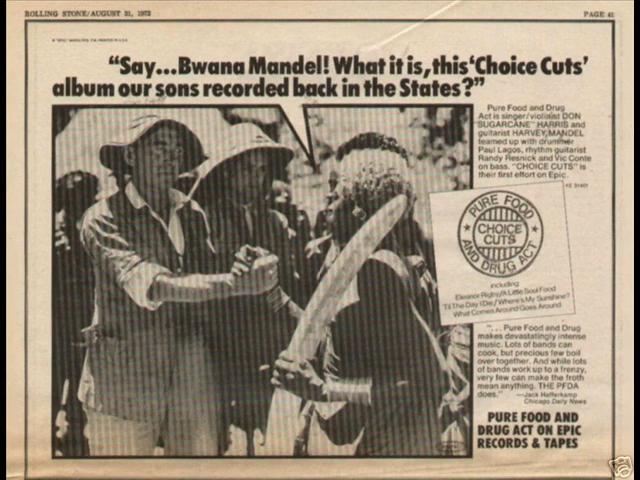 ROLLING STONE/AUGUST 31, 1972
PAGE 41
"Say...Bwana Mandel! What it is, this 'Choice Cuts'
album our sons recorded back in the States?"
Pure Food and Drug
Act is singer/violinist DON
"SUGARCANE" HARRIS and
guitarist HARVEY MANDEL
teamed up with drummer
Paul Lagos, rhythm guitarist
Randy Resnick and Vic Conte
on bass. "CHOICE CUTS" is
their first effort on Epic.
KE 31401
PURE FOOD
AND DRUG ACT
CHOICE
CUTS
including:
Eleanor Rigby/A Little Soul Food
'Til The Day I Die/Where's My Sunshine?
What Comes Around Goes Around
"... Pure Food and Drug
makes devastatingly intense
music. Lots of bands can
cook, but precious few boil
over together. And while lots
of bands work up to a frenzy,
very few can make the froth
mean anything. THE PFDA
does."
—Jack Hafferkamp
Chicago Daily News
PURE FOOD AND
DRUG ACT ON EPIC
RECORDS & TAPES